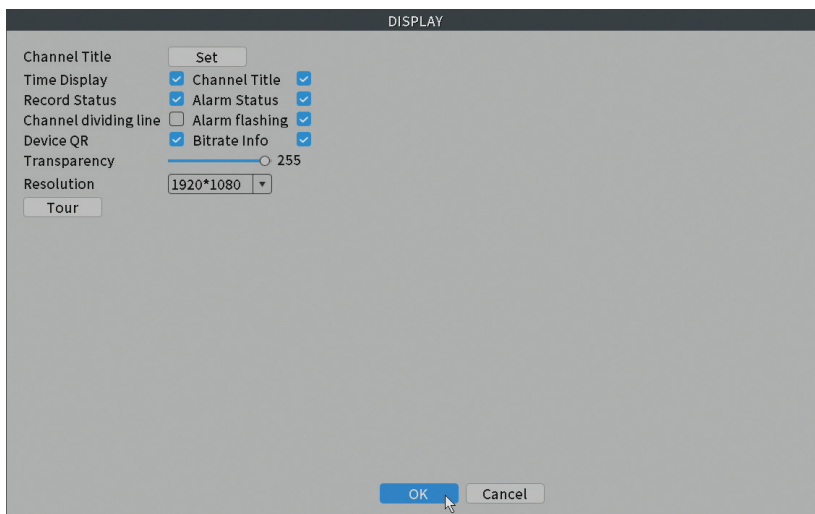 DISPLAY
Channel Title Set
Time Display Channel Title
Record Status Alarm Status
Channel dividing line Alarm flashing
Device QR Bitrate Info
Transparency 255
Resolution 1920*1080
Tour
OK Cancel